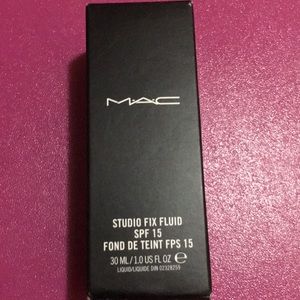 MAC
STUDIO FIX FLUID
SPF 15
FOND DE TEINT FPS 15
30 ML / 1.0 US FL OZ ℮
LIQUID/LIQUIDE DIN 02328259